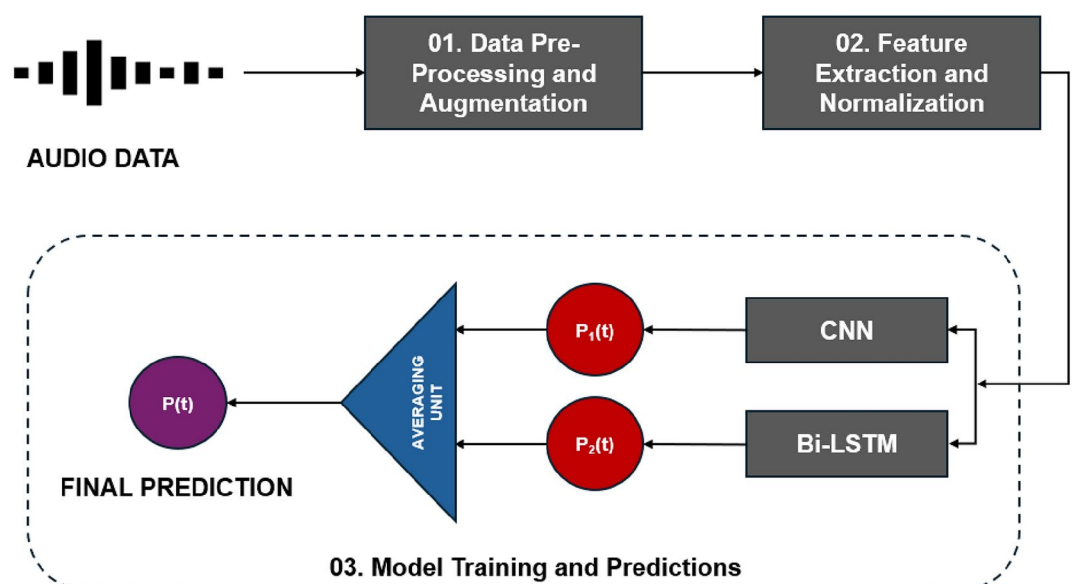 01. Data Pre-
Processing and
Augmentation
02. Feature
Extraction and
Normalization
AUDIO DATA
P₁(t)
CNN
AVERAGING
UNIT
P(t)
P₂(t)
Bi-LSTM
FINAL PREDICTION
03. Model Training and Predictions